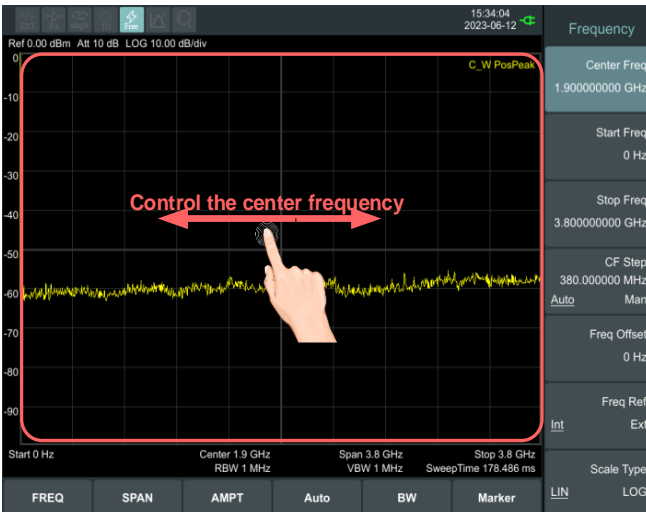 EXT
PA
Free
15:34:04
2023-06-12
Ref 0.00 dBm Att 10 dB LOG 10.00 dB/div
C_W PosPeak
0
-10
-20
-30
-40
-50
-60
-70
-80
-90
Control the center frequency
Start 0 Hz
Center 1.9 GHz
Span 3.8 GHz
Stop 3.8 GHz
RBW 1 MHz
VBW 1 MHz
SweepTime 178.486 ms
FREQ
SPAN
AMPT
Auto
BW
Marker
Frequency
Center Freq
1.900000000 GHz
Start Freq
0 Hz
Stop Freq
3.800000000 GHz
CF Step
380.000000 MHz
Auto Man
Freq Offset
0 Hz
Freq Ref
Int Ext
Scale Type
LIN LOG